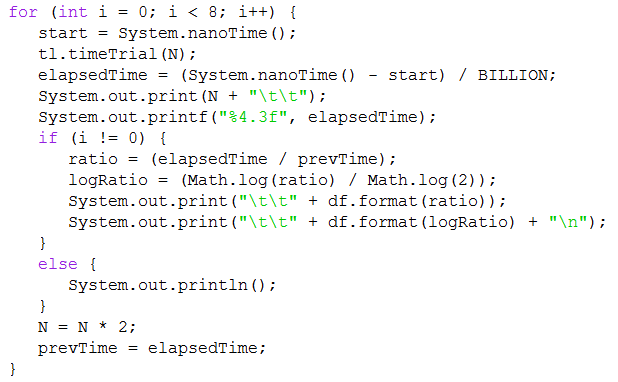 for (int i = 0; i < 8; i++) {
   start = System.nanoTime();
   tl.timeTrial(N);
   elapsedTime = (System.nanoTime() - start) / BILLION;
   System.out.print(N + "\t\t");
   System.out.printf("%4.3f", elapsedTime);
   if (i != 0) {
      ratio = (elapsedTime / prevTime);
      logRatio = (Math.log(ratio) / Math.log(2));
      System.out.print("\t\t" + df.format(ratio));
      System.out.print("\t\t" + df.format(logRatio) + "\n");
   }
   else {
      System.out.println();
   }
   N = N * 2;
   prevTime = elapsedTime;
}